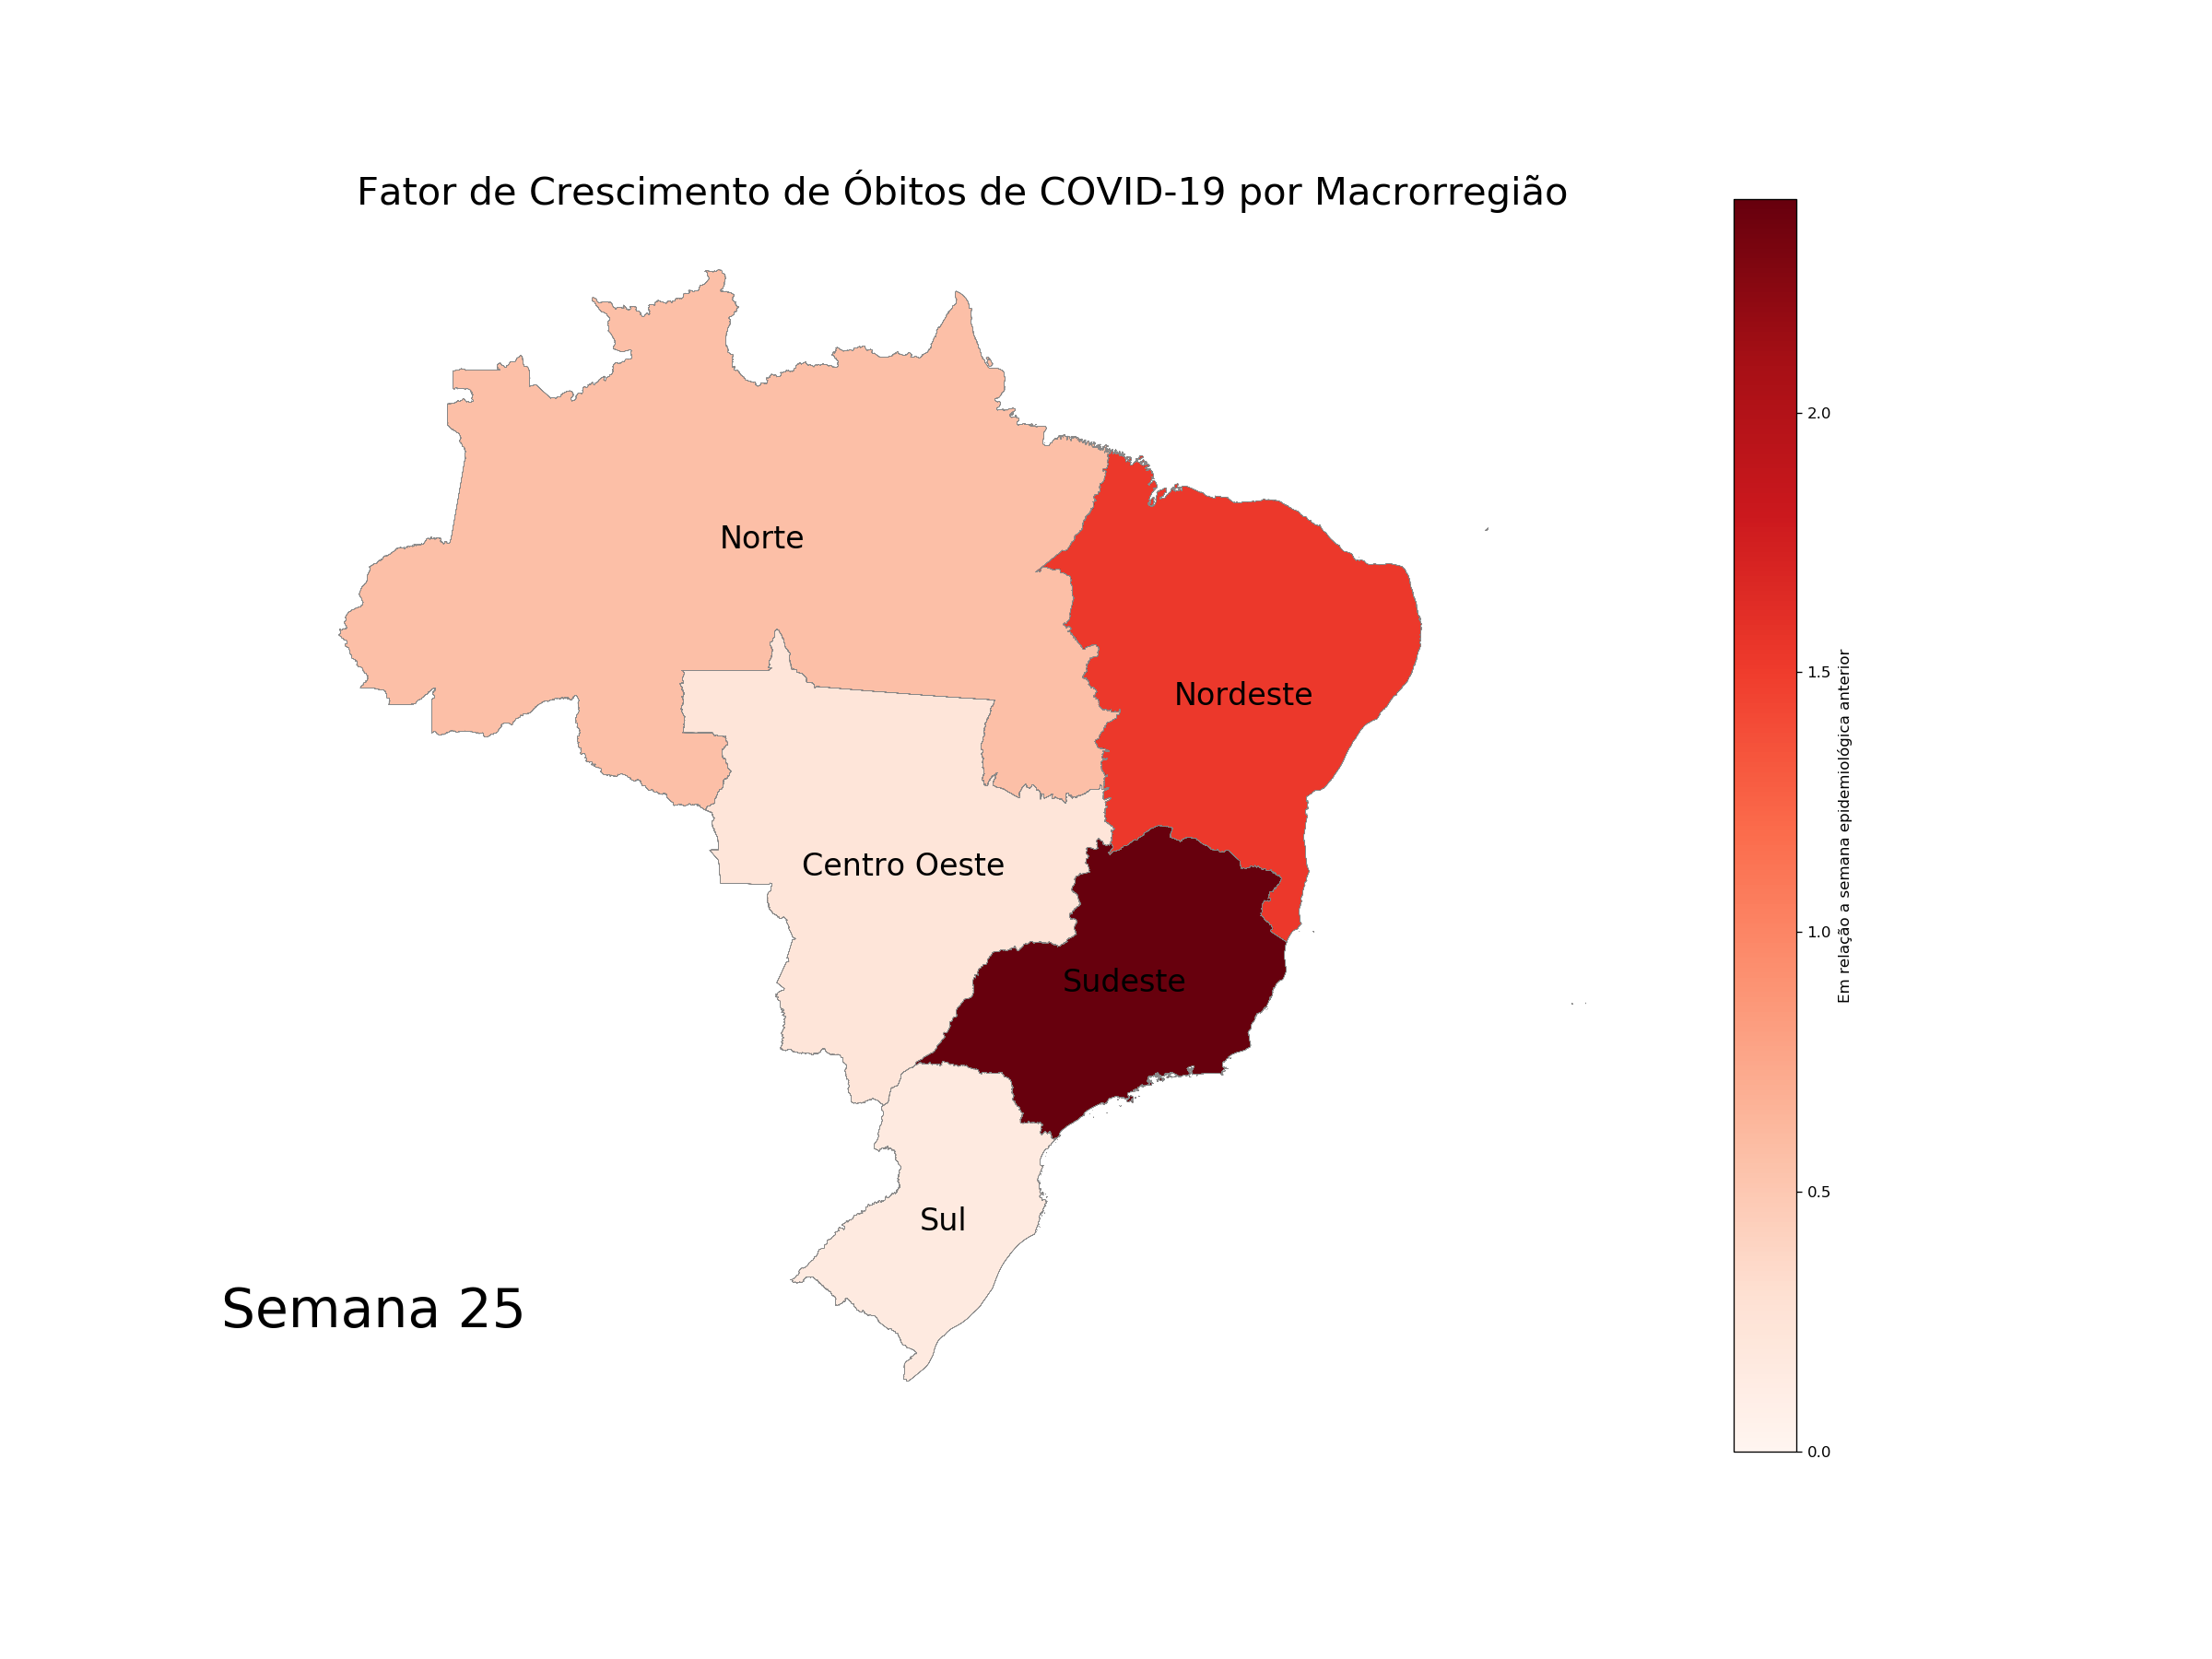 Fator de Crescimento de Óbitos de COVID-19 por Macrorregião
Norte
Nordeste
Centro Oeste
Sudeste
Sul
Semana 25
2.0
1.5
1.0
0.5
0.0
Em relação a semana epidemiológica anterior